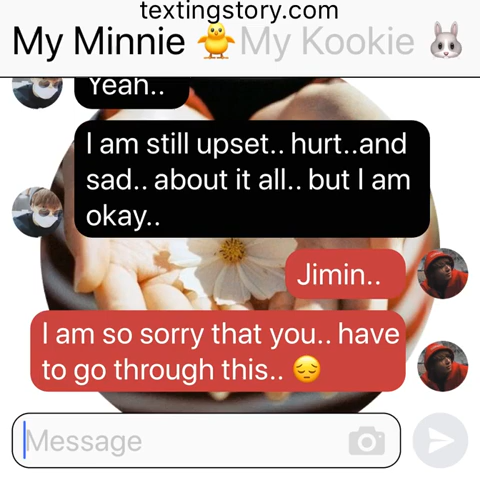 textingstory.com
My Minnie 🐥 My Kookie 🐰
Yeah..
I am still upset.. hurt..and
sad.. about it all.. but I am
okay..
Jimin..
I am so sorry that you.. have
to go through this.. 😔
Message